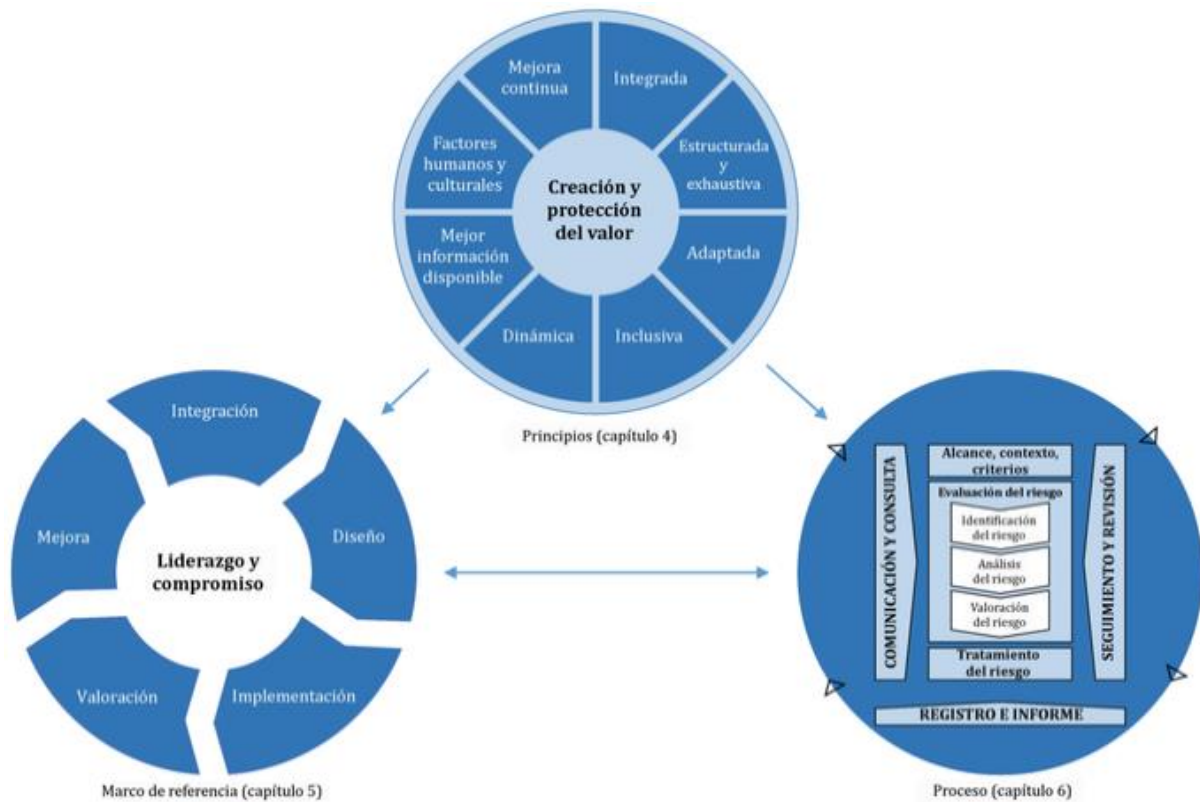 Mejora
continua
Integrada
Estructurada
y
exhaustiva
Adaptada
Inclusiva
Dinámica
Mejor
información
disponible
Factores
humanos y
culturales
Creación y
protección
del valor
Principios (capítulo 4)
Integración
Diseño
Implementación
Valoración
Mejora
Liderazgo y
compromiso
Marco de referencia (capítulo 5)
COMUNICACIÓN Y CONSULTA
Alcance, contexto,
criterios
Evaluación del riesgo
Identificación
del riesgo
Análisis
del riesgo
Valoración
del riesgo
Tratamiento
del riesgo
SEGUIMIENTO Y REVISIÓN
REGISTRO E INFORME
Proceso (capítulo 6)